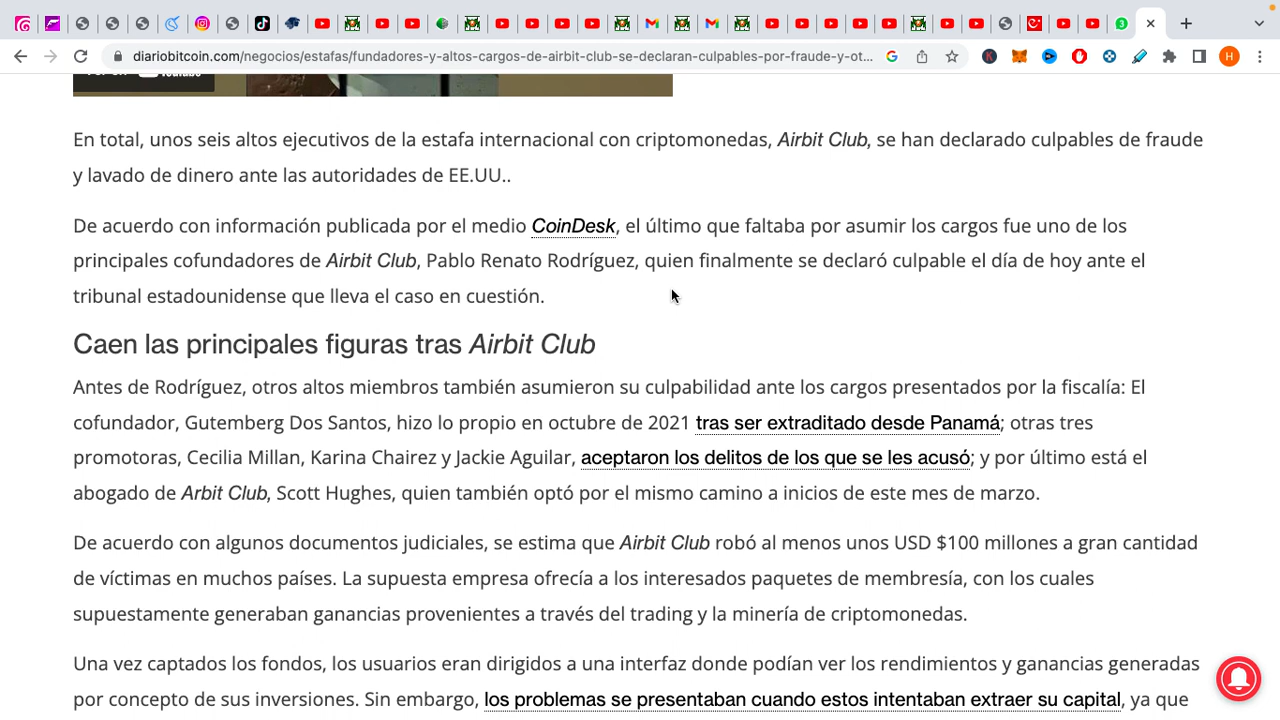 diariobitcoin.com/negocios/estafas/fundadores-y-altos-cargos-de-airbit-club-se-declaran-culpables-por-fraude-y-ot...
H
En total, unos seis altos ejecutivos de la estafa internacional con criptomonedas, Airbit Club, se han declarado culpables de fraude
y lavado de dinero ante las autoridades de EE.UU..
De acuerdo con información publicada por el medio CoinDesk, el último que faltaba por asumir los cargos fue uno de los
principales cofundadores de Airbit Club, Pablo Renato Rodríguez, quien finalmente se declaró culpable el día de hoy ante el
tribunal estadounidense que lleva el caso en cuestión.
Caen las principales figuras tras Airbit Club
Antes de Rodríguez, otros altos miembros también asumieron su culpabilidad ante los cargos presentados por la fiscalía: El
cofundador, Gutemberg Dos Santos, hizo lo propio en octubre de 2021 tras ser extraditado desde Panamá; otras tres
promotoras, Cecilia Millan, Karina Chairez y Jackie Aguilar, aceptaron los delitos de los que se les acusó; y por último está el
abogado de Arbit Club, Scott Hughes, quien también optó por el mismo camino a inicios de este mes de marzo.
De acuerdo con algunos documentos judiciales, se estima que Airbit Club robó al menos unos USD $100 millones a gran cantidad
de víctimas en muchos países. La supuesta empresa ofrecía a los interesados paquetes de membresía, con los cuales
supuestamente generaban ganancias provenientes a través del trading y la minería de criptomonedas.
Una vez captados los fondos, los usuarios eran dirigidos a una interfaz donde podían ver los rendimientos y ganancias generadas
por concepto de sus inversiones. Sin embargo, los problemas se presentaban cuando estos intentaban extraer su capital, ya que